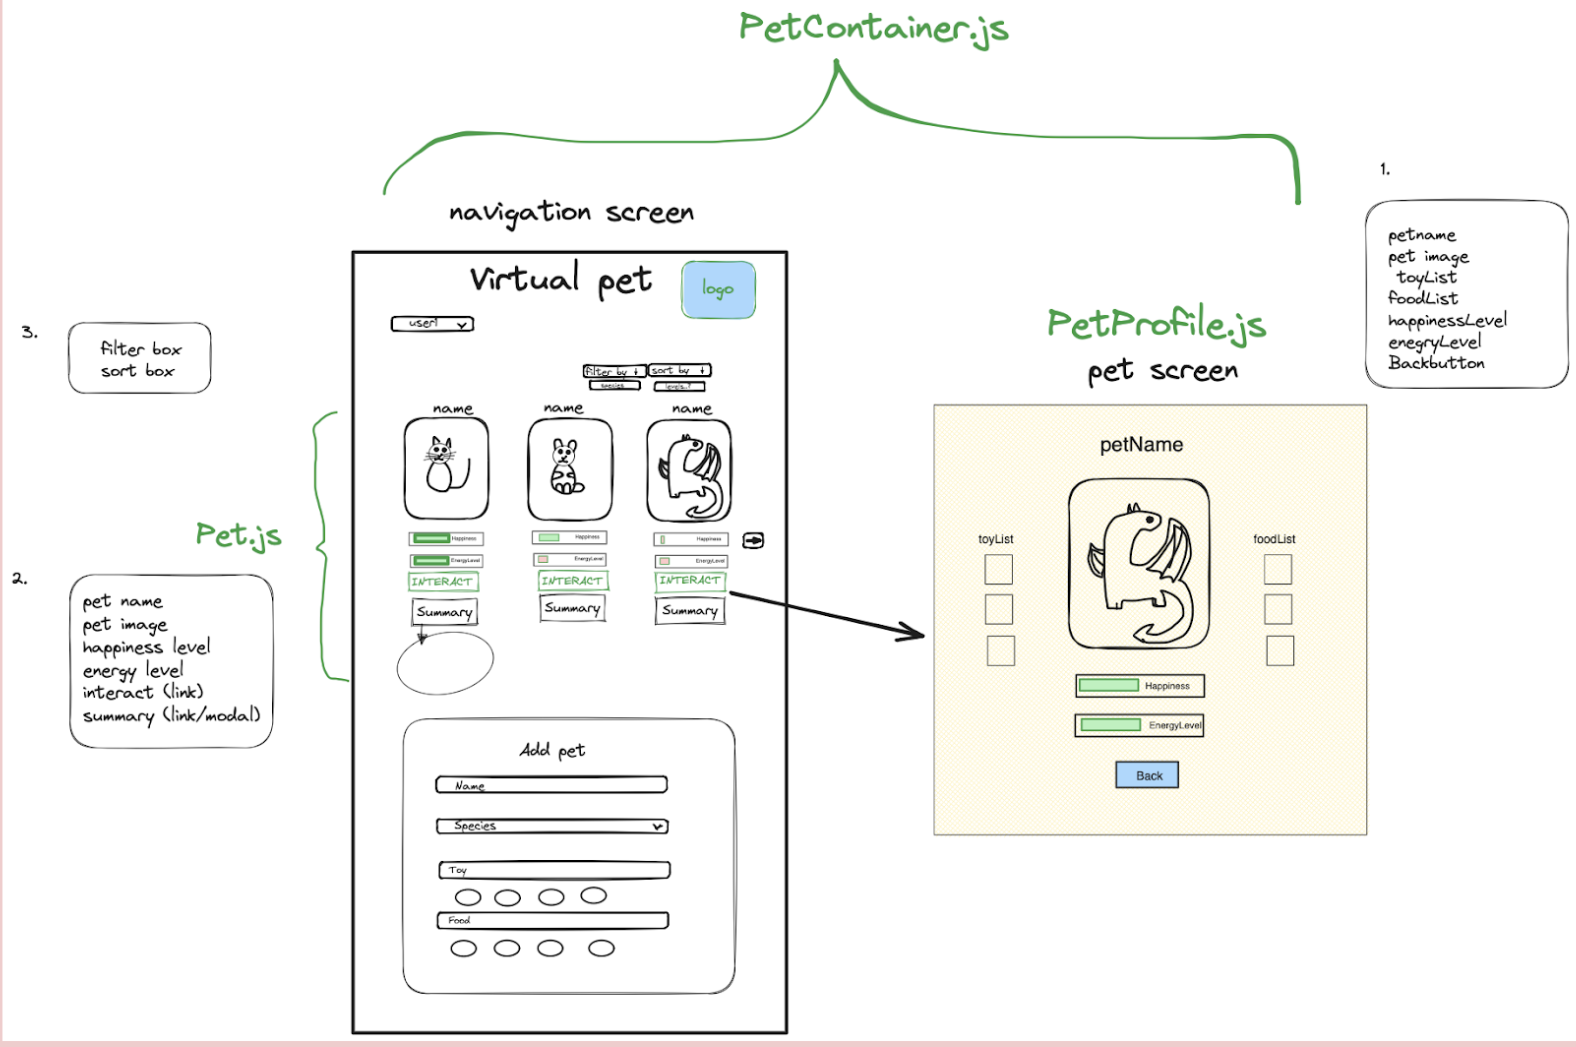 PetContainer.js
navigation screen
Virtual pet
logo
user1
filter by ↓
sort by ↓
species
levels..?
name
name
name
Happiness
Happiness
Happiness
EnergyLevel
EnergyLevel
EnergyLevel
INTERACT
INTERACT
INTERACT
Summary
Summary
Summary
Add pet
Name
Species
Toy
Food
3.
filter box
sort box
Pet.js
2.
pet name
pet image
happiness level
energy level
interact (link)
summary (link/modal)
PetProfile.js
pet screen
petName
toyList
foodList
Happiness
EnergyLevel
Back
1.
petname
pet image
toyList
foodList
happinessLevel
enegryLevel
Backbutton